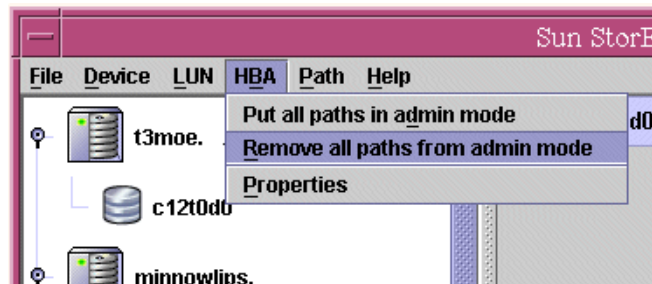 Sun StorE
File Device LUN HBA Path Help
Put all paths in admin mode
d0
t3moe.
Remove all paths from admin mode
Properties
c12t0d0
minnowlips.